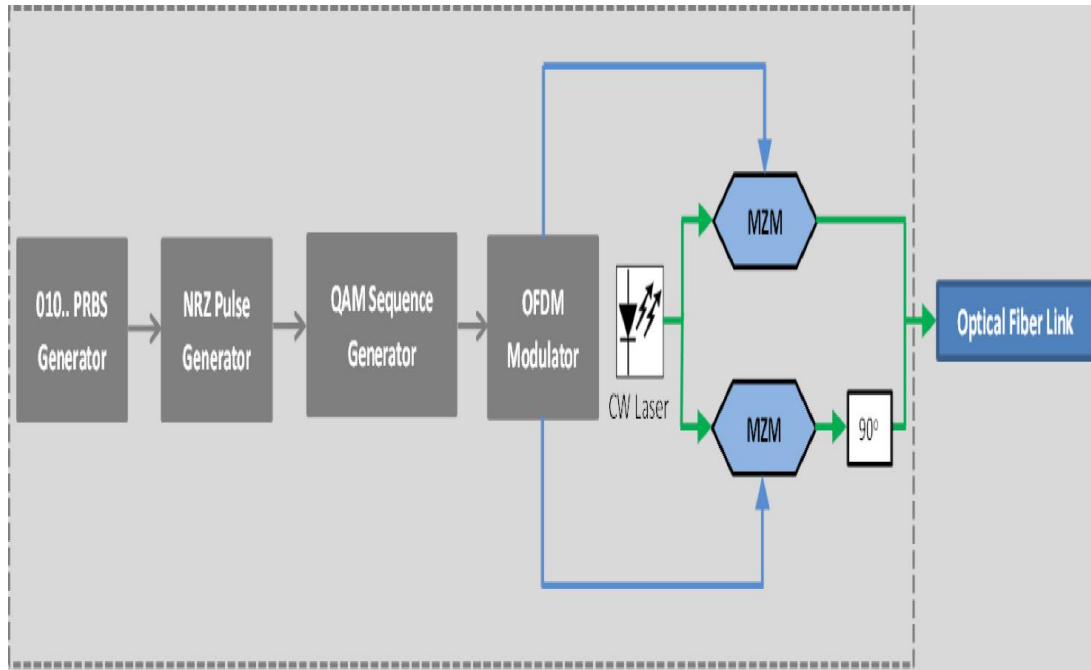 010.. PRBS
Generator
NRZ Pulse
Generator
QAM Sequence
Generator
OFDM
Modulator
CW Laser
MZM
MZM
90°
Optical Fiber Link